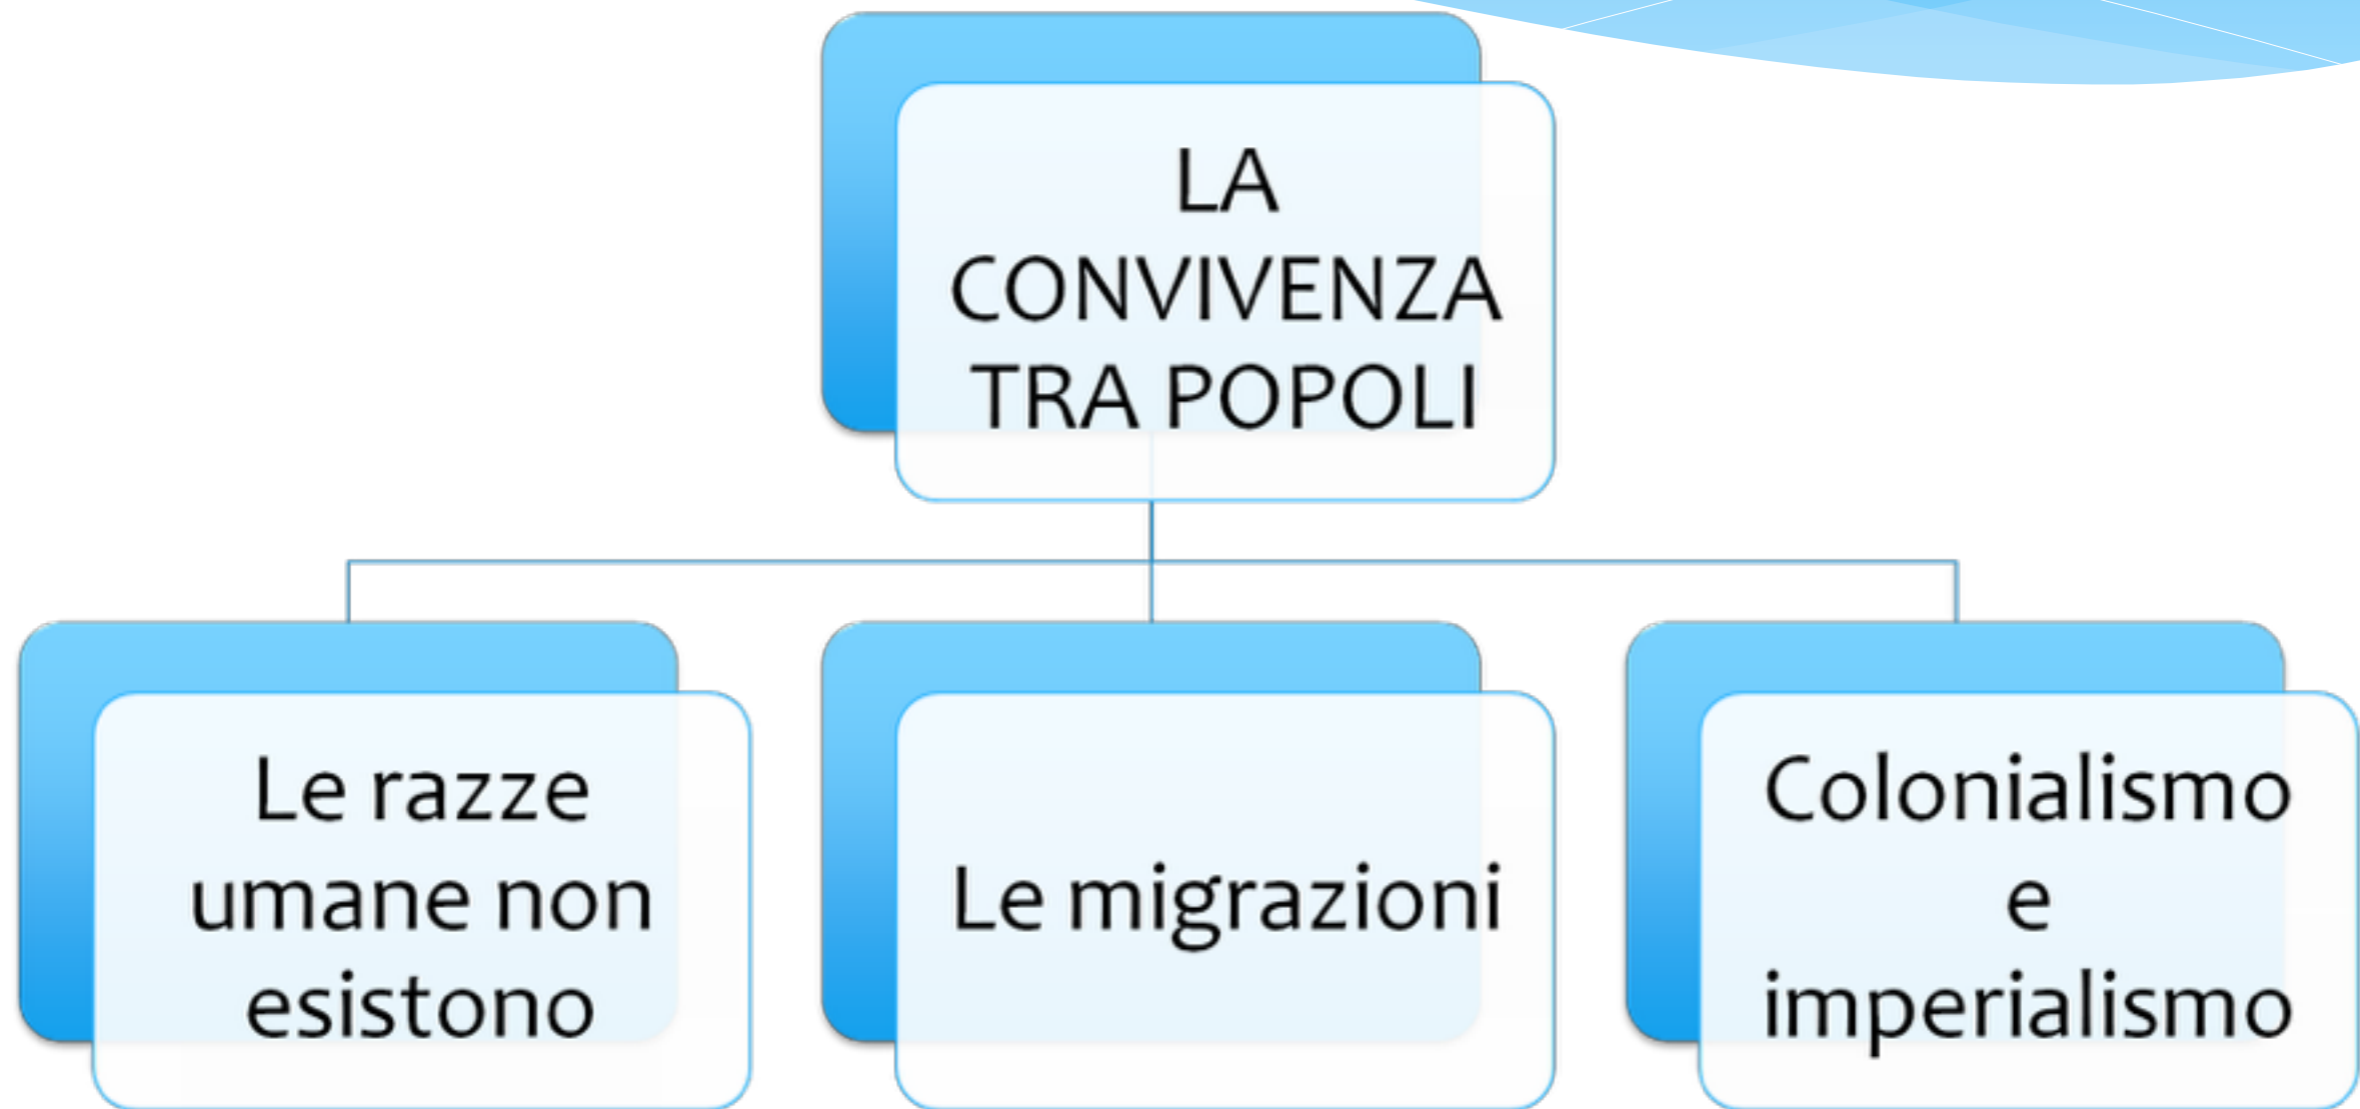 LA
CONVIVENZA
TRA POPOLI
Le razze
umane non
esistono
Le migrazioni
Colonialismo
e
imperialismo